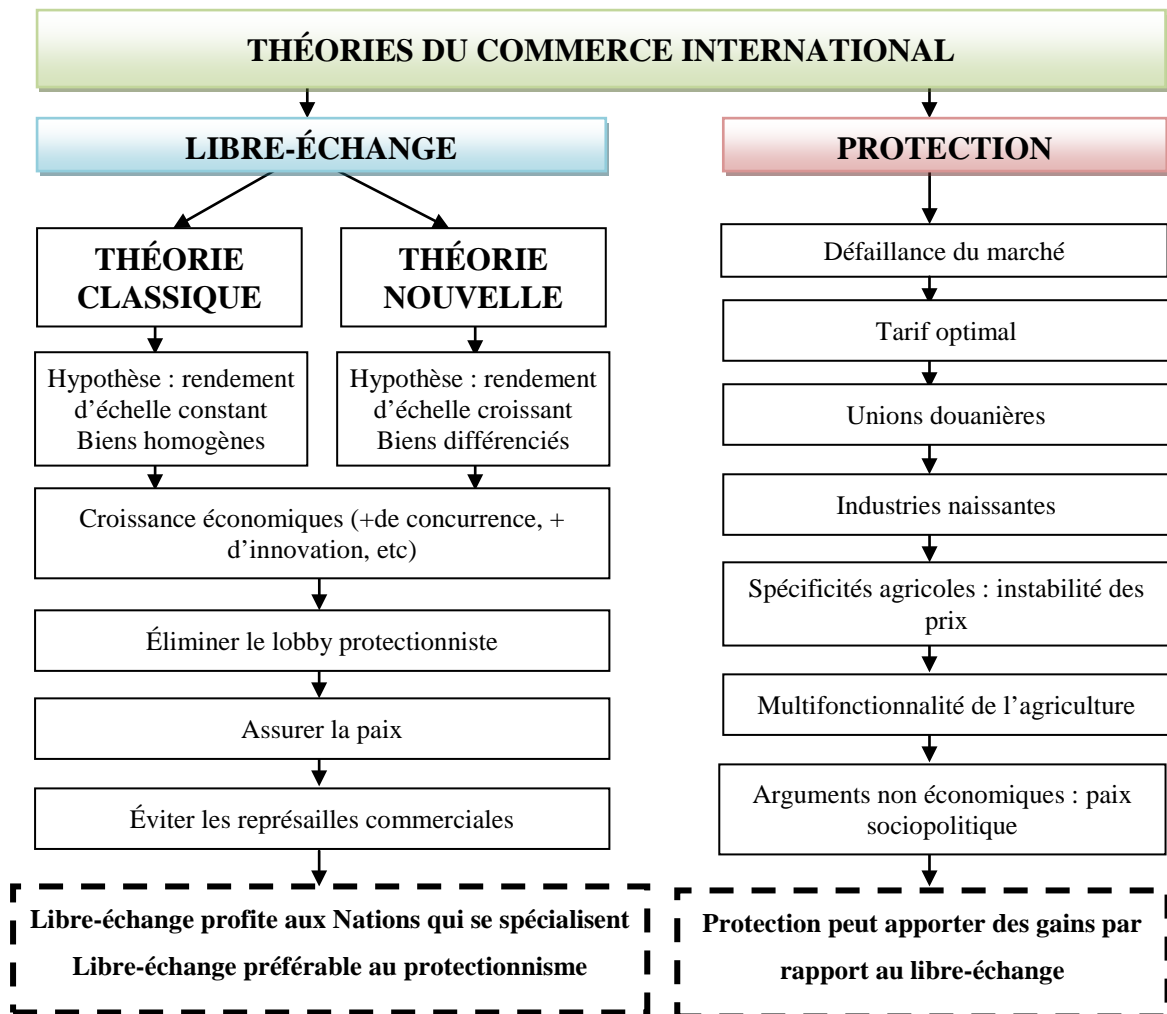 THÉORIES DU COMMERCE INTERNATIONAL
LIBRE-ÉCHANGE
THÉORIE
CLASSIQUE
THÉORIE
NOUVELLE
Hypothèse : rendement
d’échelle constant
Biens homogènes
Hypothèse : rendement
d’échelle croissant
Biens différenciés
Croissance économiques (+de concurrence, +
d’innovation, etc)
Éliminer le lobby protectionniste
Assurer la paix
Éviter les représailles commerciales
Libre-échange profite aux Nations qui se spécialisent
Libre-échange préférable au protectionnisme
PROTECTION
Défaillance du marché
Tarif optimal
Unions douanières
Industries naissantes
Spécificités agricoles : instabilité des
prix
Multifonctionnalité de l’agriculture
Arguments non économiques : paix
sociopolitique
Protection peut apporter des gains par
rapport au libre-échange